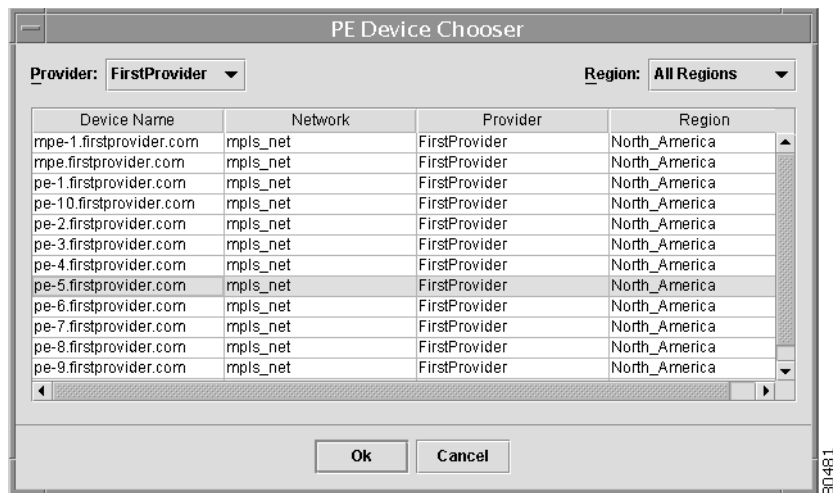 PE Device Chooser
Provider: FirstProvider Region: All Regions
Device Name Network Provider Region
mpe-1.firstprovider.com mpls_net FirstProvider North_America
mpe.firstprovider.com mpls_net FirstProvider North_America
pe-1.firstprovider.com mpls_net FirstProvider North_America
pe-10.firstprovider.com mpls_net FirstProvider North_America
pe-2.firstprovider.com mpls_net FirstProvider North_America
pe-3.firstprovider.com mpls_net FirstProvider North_America
pe-4.firstprovider.com mpls_net FirstProvider North_America
pe-5.firstprovider.com mpls_net FirstProvider North_America
pe-6.firstprovider.com mpls_net FirstProvider North_America
pe-7.firstprovider.com mpls_net FirstProvider North_America
pe-8.firstprovider.com mpls_net FirstProvider North_America
pe-9.firstprovider.com mpls_net FirstProvider North_America
Ok Cancel
30481